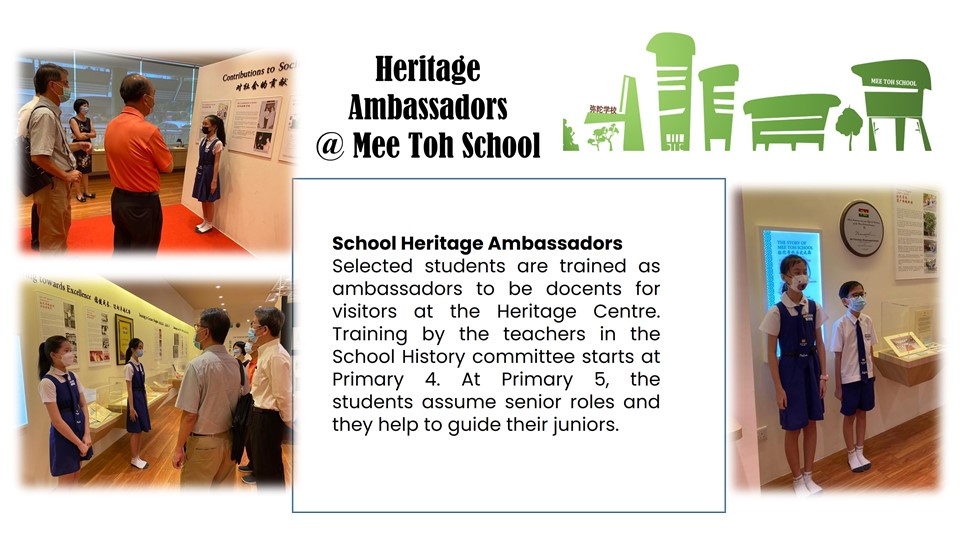 Heritage
Ambassadors
@ Mee Toh School
弥陀学校
MEE TOH SCHOOL
Contributions to Soci
对社会的贡献
School Heritage Ambassadors
Selected students are trained as
ambassadors to be docents for
visitors at the Heritage Centre.
Training by the teachers in the
School History committee starts at
Primary 4. At Primary 5, the
students assume senior roles and
they help to guide their juniors.
THE STORY OF
MEE TOH SCHOOL
towards Excellence